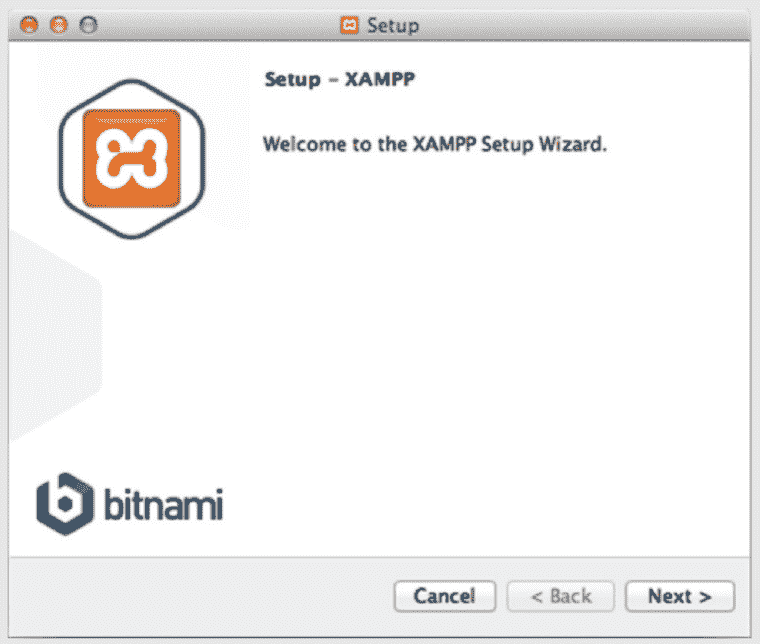 Setup
Setup - XAMPP
Welcome to the XAMPP Setup Wizard.
bitnami
Cancel
< Back
Next >